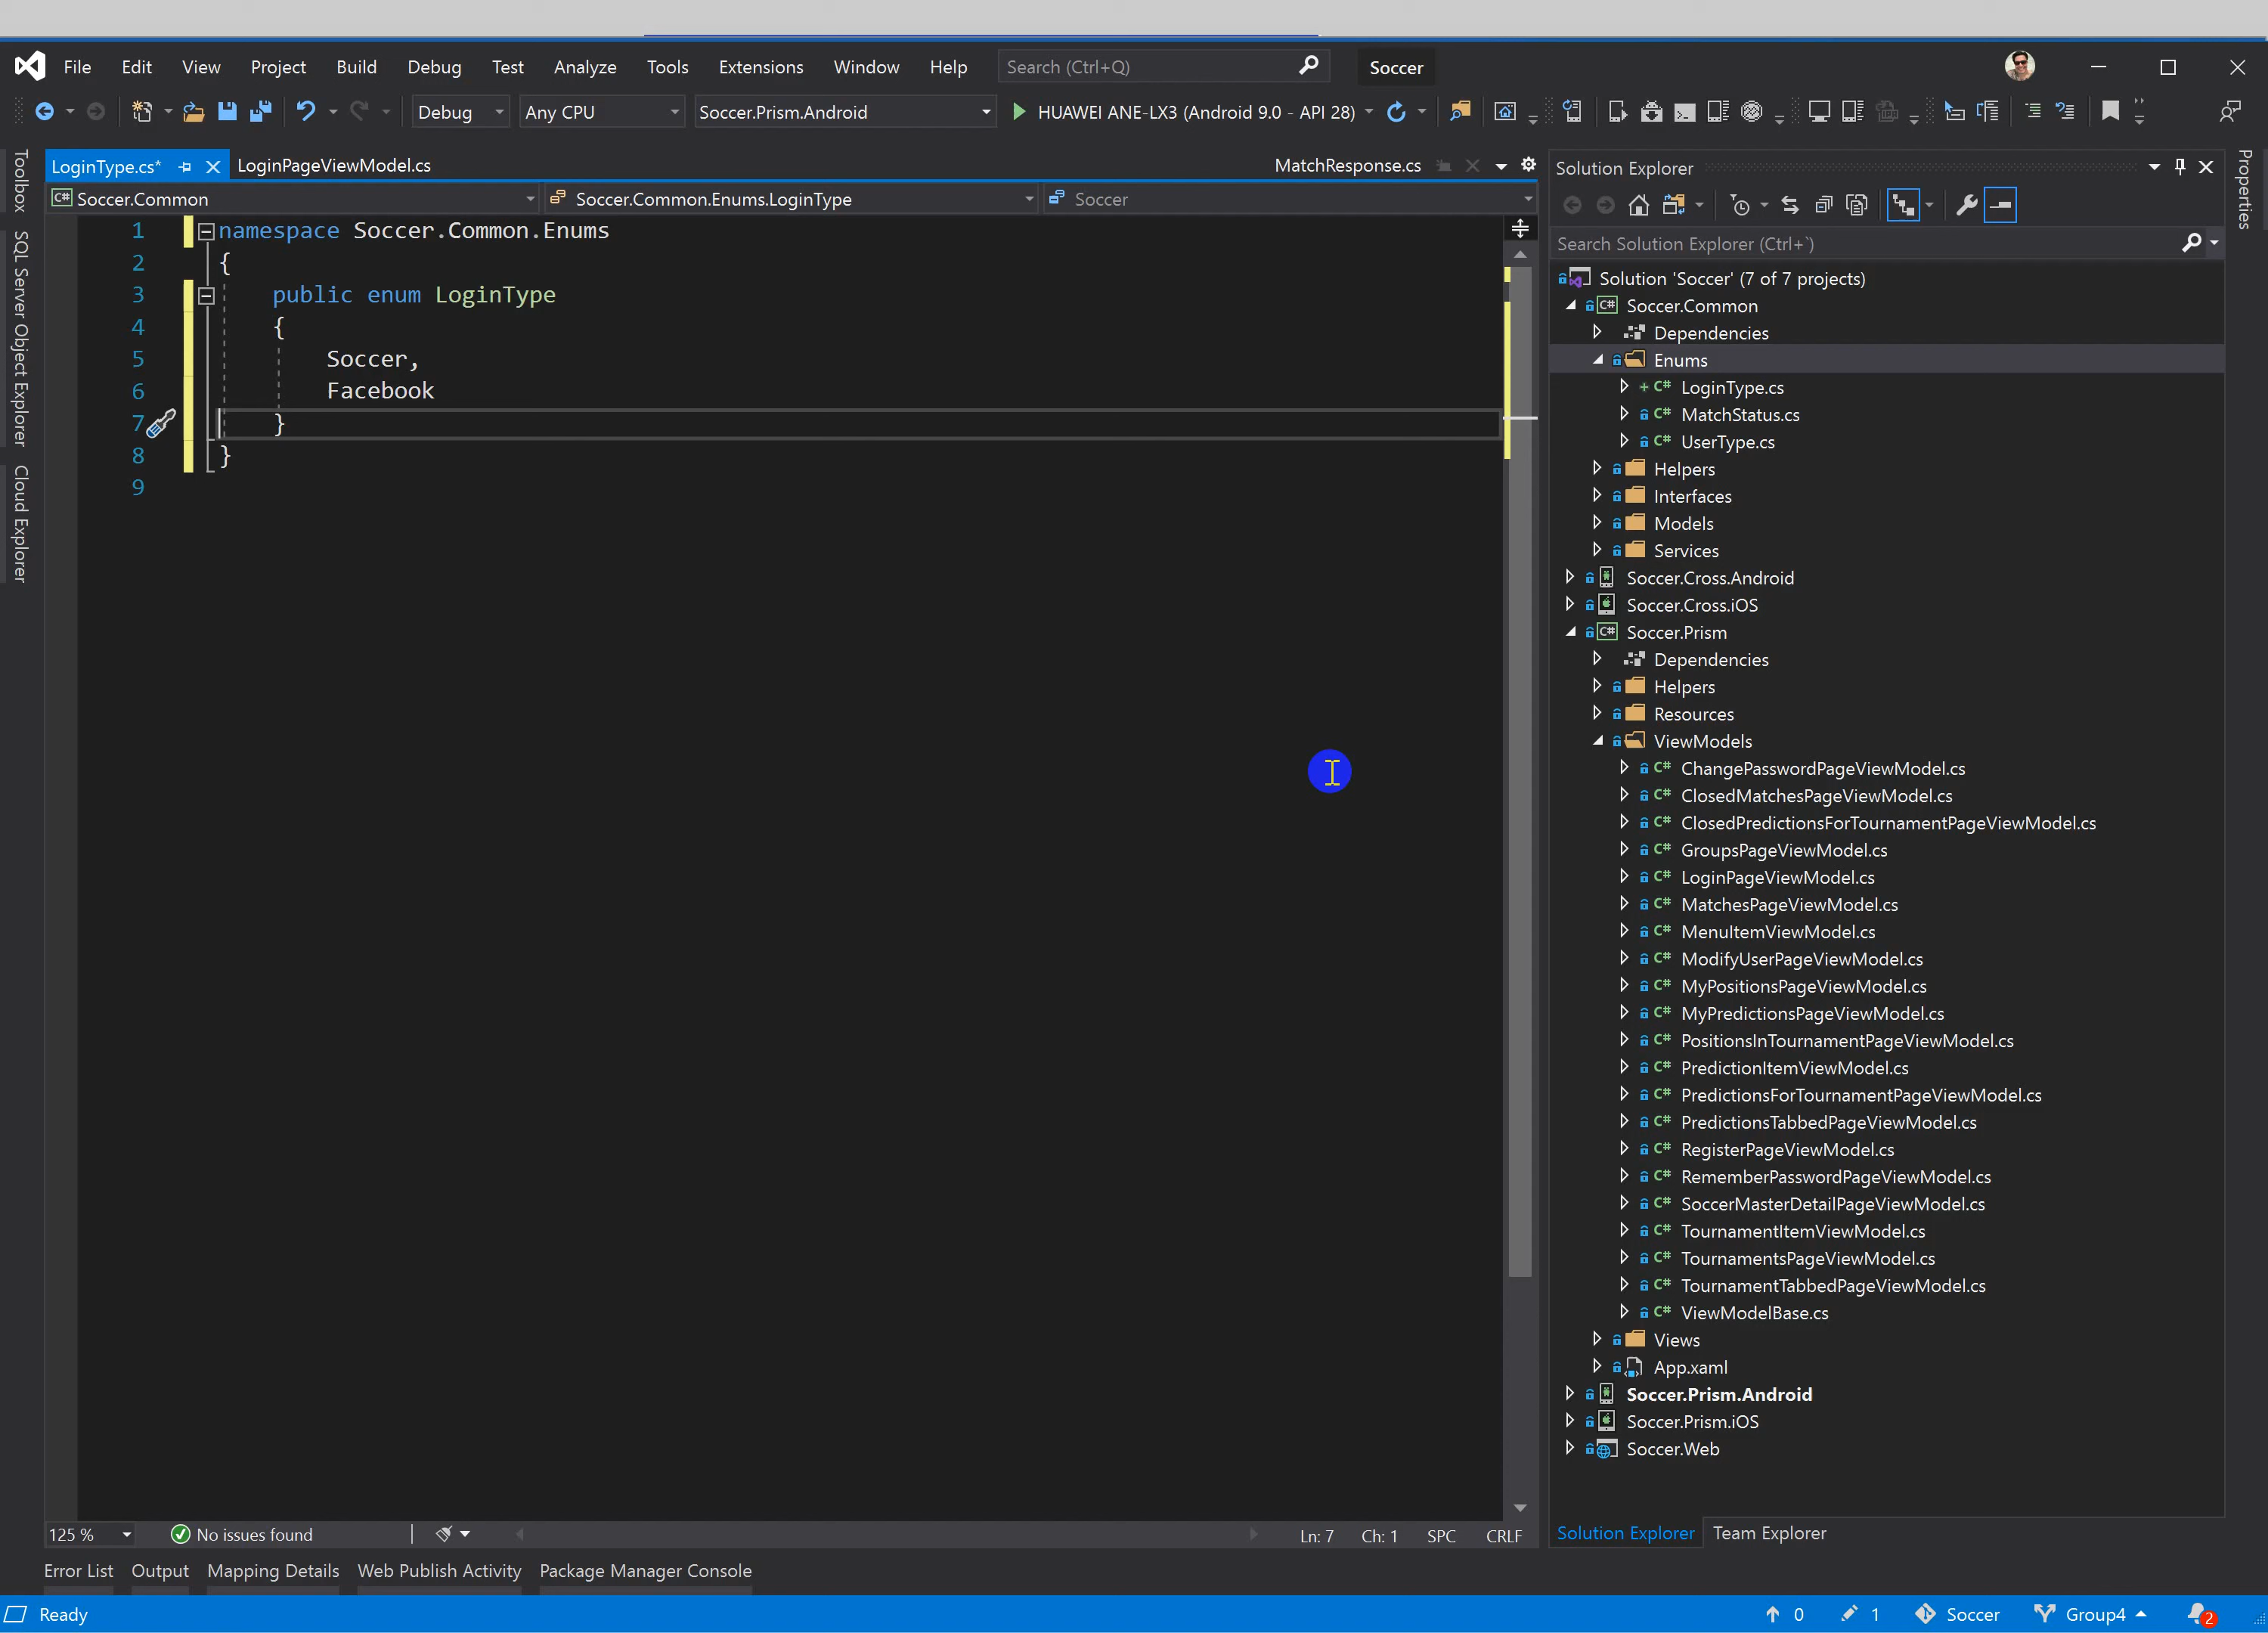 File Edit View Project Build Debug Test Analyze Tools Extensions Window Help Search (Ctrl+Q) Soccer
Debug Any CPU Soccer.Prism.Android HUAWEI ANE-LX3 (Android 9.0 - API 28)
Toolbox
SQL Server Object Explorer
Cloud Explorer
LoginType.cs* LoginPageViewModel.cs MatchResponse.cs
Soccer.Common Soccer.Common.Enums.LoginType Soccer
1 namespace Soccer.Common.Enums
2 {
3 public enum LoginType
4 {
5 Soccer,
6 Facebook
7 }
8 }
9
125 % No issues found Ln: 7 Ch: 1 SPC CRLF
Error List Output Mapping Details Web Publish Activity Package Manager Console
Solution Explorer
Search Solution Explorer (Ctrl+`)
Solution 'Soccer' (7 of 7 projects)
C# Soccer.Common
Dependencies
Enums
C# LoginType.cs
C# MatchStatus.cs
C# UserType.cs
Helpers
Interfaces
Models
Services
Soccer.Cross.Android
Soccer.Cross.iOS
C# Soccer.Prism
Dependencies
Helpers
Resources
ViewModels
C# ChangePasswordPageViewModel.cs
C# ClosedMatchesPageViewModel.cs
C# ClosedPredictionsForTournamentPageViewModel.cs
C# GroupsPageViewModel.cs
C# LoginPageViewModel.cs
C# MatchesPageViewModel.cs
C# MenuItemViewModel.cs
C# ModifyUserPageViewModel.cs
C# MyPositionsPageViewModel.cs
C# MyPredictionsPageViewModel.cs
C# PositionsInTournamentPageViewModel.cs
C# PredictionItemViewModel.cs
C# PredictionsForTournamentPageViewModel.cs
C# PredictionsTabbedPageViewModel.cs
C# RegisterPageViewModel.cs
C# RememberPasswordPageViewModel.cs
C# SoccerMasterDetailPageViewModel.cs
C# TournamentItemViewModel.cs
C# TournamentsPageViewModel.cs
C# TournamentTabbedPageViewModel.cs
C# ViewModelBase.cs
Views
App.xaml
Soccer.Prism.Android
Soccer.Prism.iOS
Soccer.Web
Solution Explorer Team Explorer
Properties
Ready 0 1 Soccer Group4 2